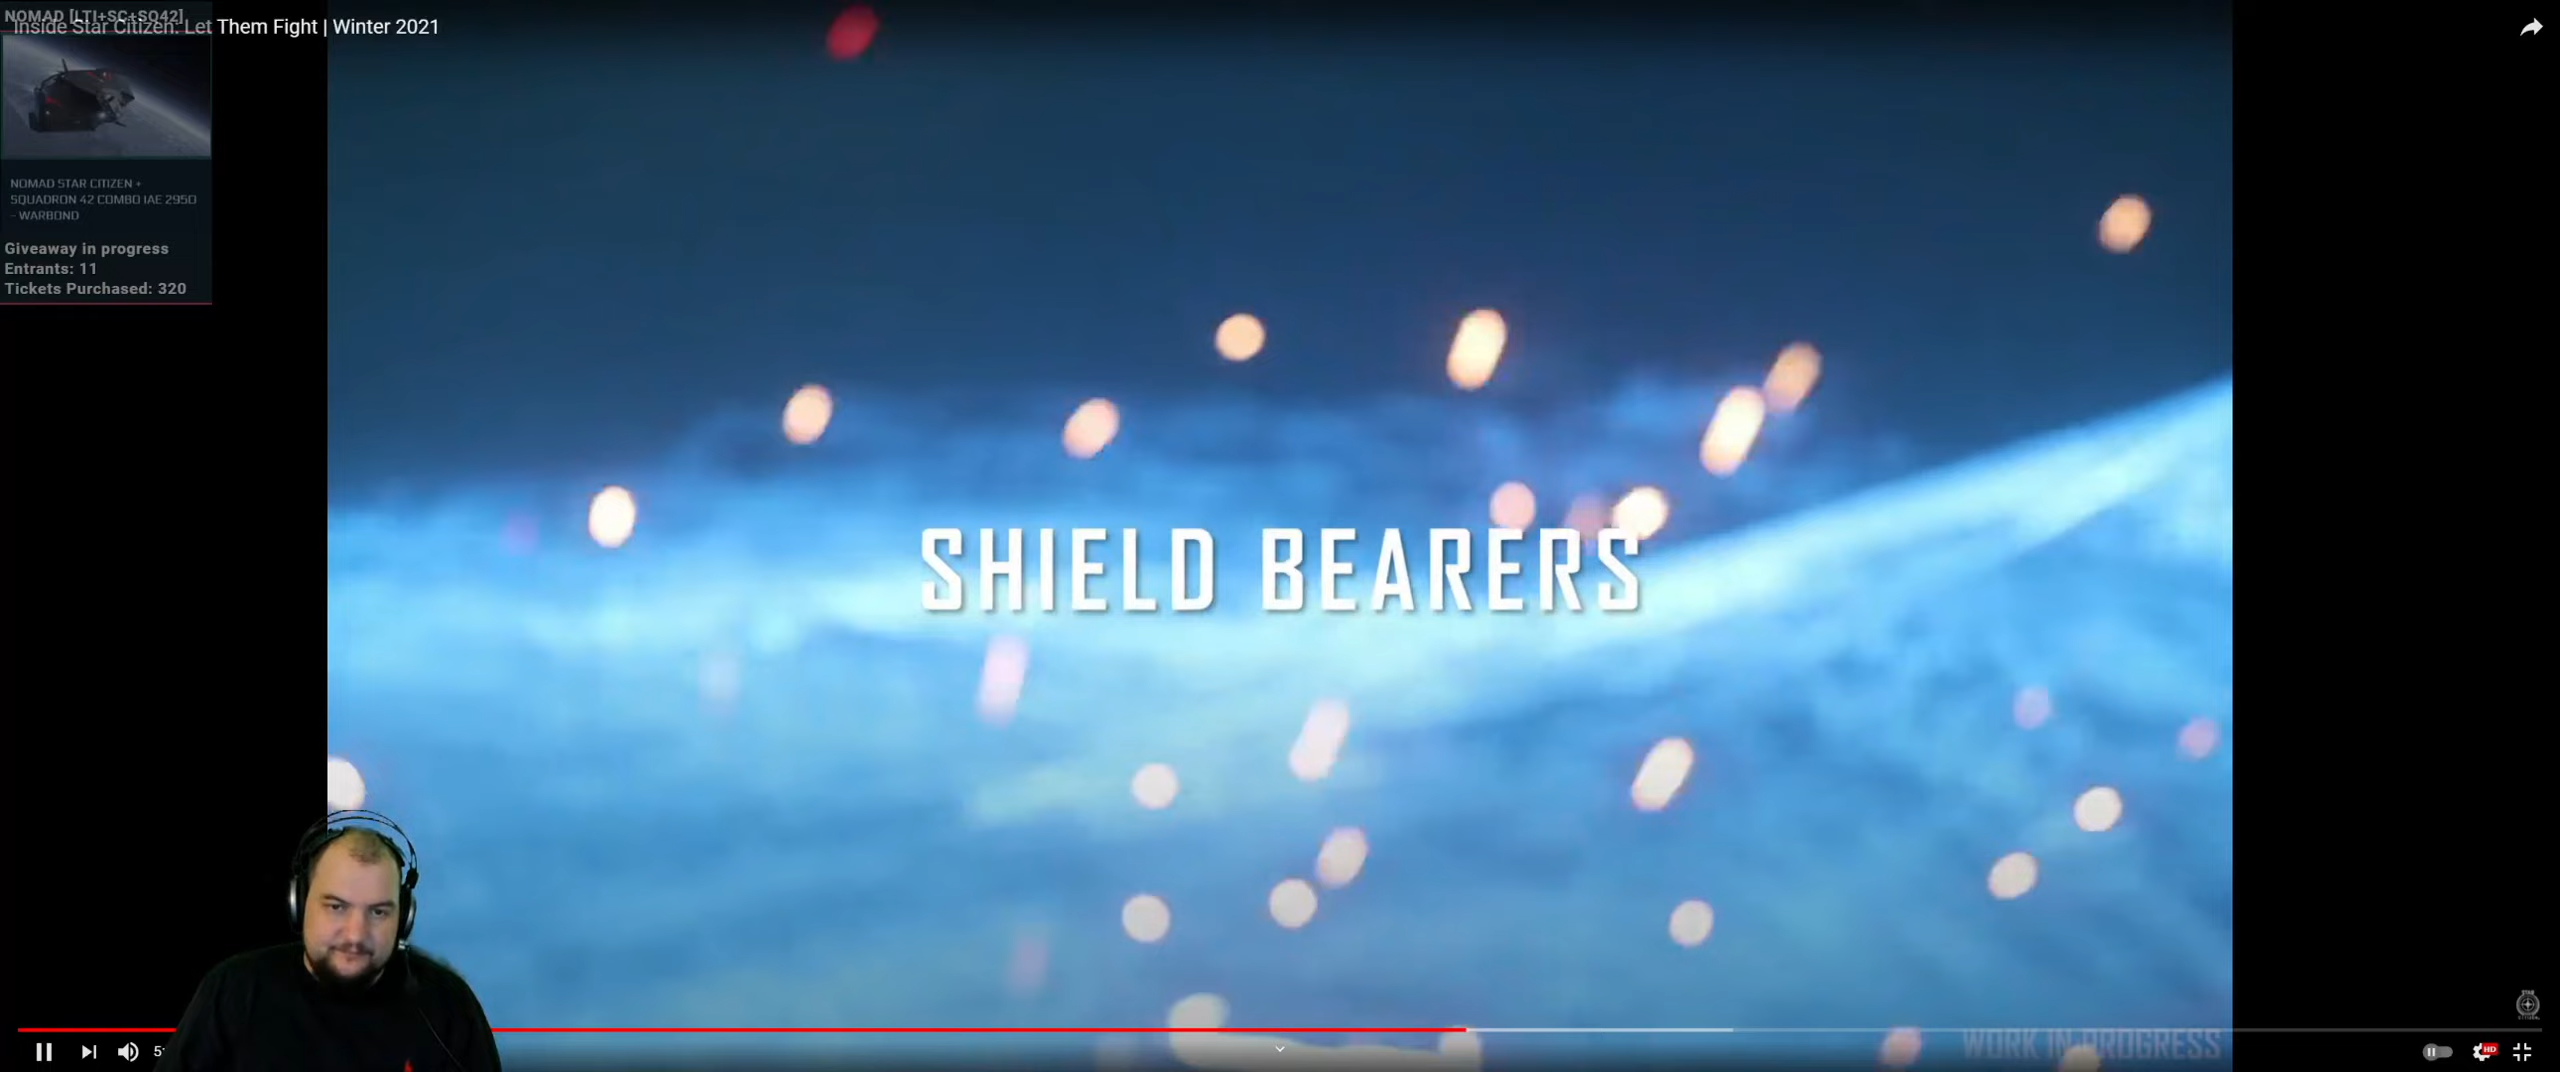 NOMAD [LTI+SC+SQ42]
Inside Star Citizen: Let Them Fight | Winter 2021
NOMAD STAR CITIZEN +
SQUADRON 42 COMBO IAE 2950
- WARBOND
Giveaway in progress
Entrants: 11
Tickets Purchased: 320
SHIELD BEARERS
WORK IN PROGRESS
HD